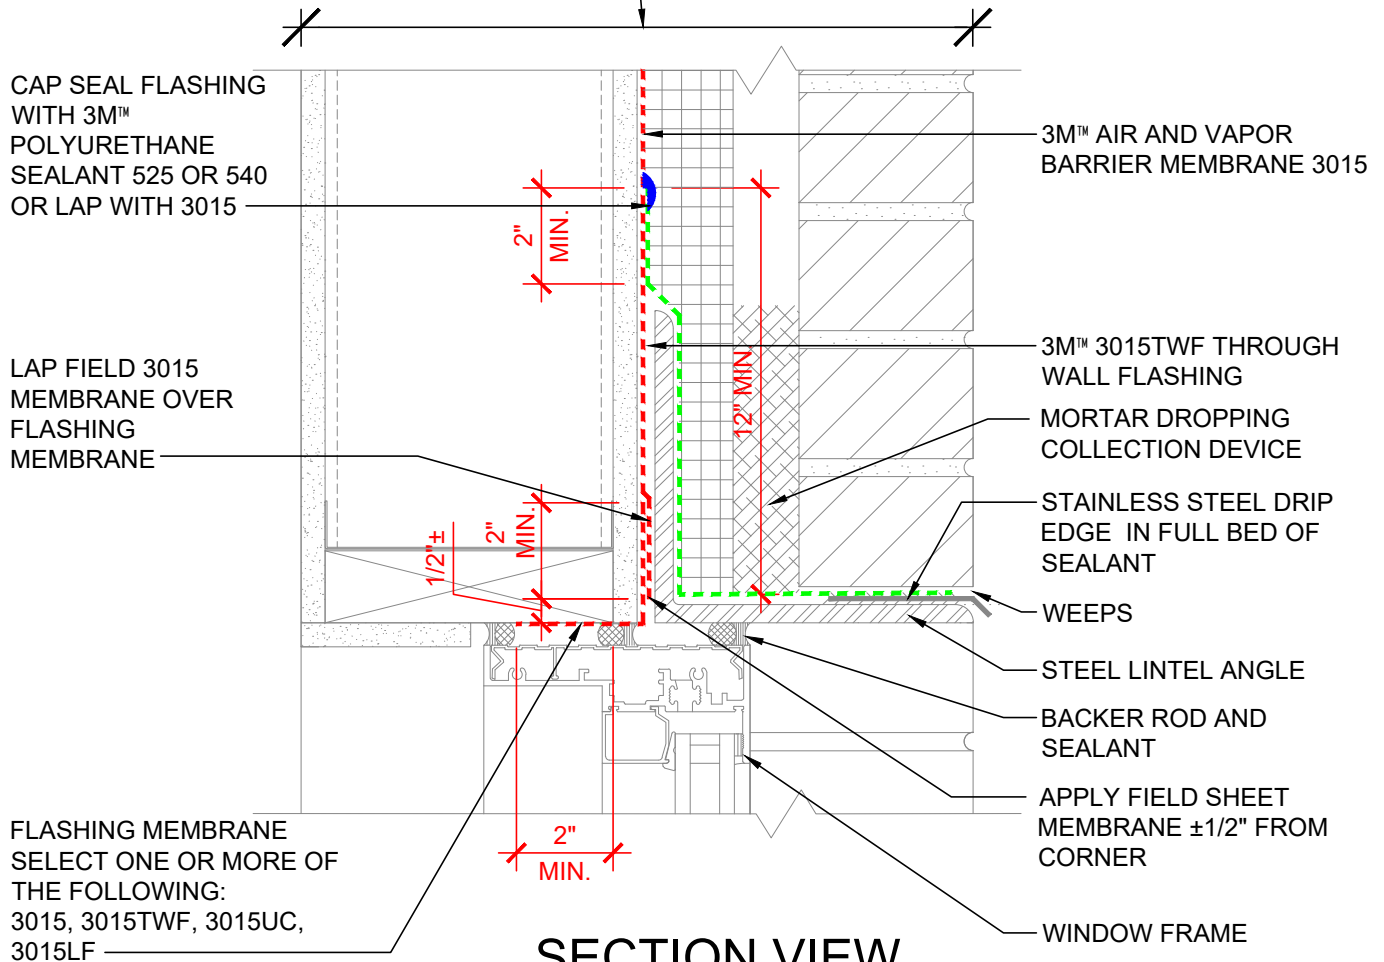 CAP SEAL FLASHING
WITH 3M™
POLYURETHANE
SEALANT 525 OR 540
OR LAP WITH 3015
LAP FIELD 3015
MEMBRANE OVER
FLASHING
MEMBRANE
FLASHING MEMBRANE
SELECT ONE OR MORE OF
THE FOLLOWING:
3015, 3015TWF, 3015UC,
3015LF
2"
MIN.
12" MIN
2"
MIN.
1/2"±
2"
MIN.
3M™ AIR AND VAPOR
BARRIER MEMBRANE 3015
3M™ 3015TWF THROUGH
WALL FLASHING
MORTAR DROPPING
COLLECTION DEVICE
STAINLESS STEEL DRIP
EDGE IN FULL BED OF
SEALANT
WEEPS
STEEL LINTEL ANGLE
BACKER ROD AND
SEALANT
APPLY FIELD SHEET
MEMBRANE ±1/2" FROM
CORNER
WINDOW FRAME
SECTION VIEW